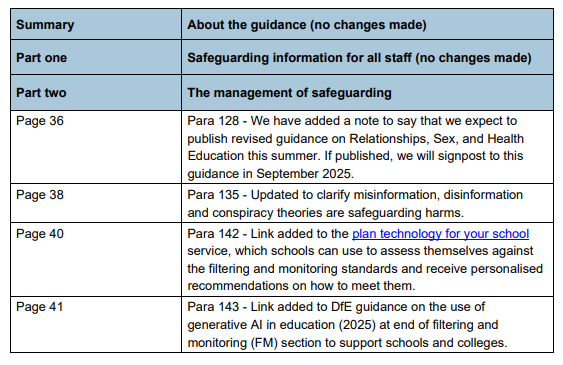 Summary About the guidance (no changes made)
Part one Safeguarding information for all staff (no changes made)
Part two The management of safeguarding
Page 36 Para 128 - We have added a note to say that we expect to
publish revised guidance on Relationships, Sex, and Health
Education this summer. If published, we will signpost to this
guidance in September 2025.
Page 38 Para 135 - Updated to clarify misinformation, disinformation
and conspiracy theories are safeguarding harms.
Page 40 Para 142 - Link added to the plan technology for your school
service, which schools can use to assess themselves against
the filtering and monitoring standards and receive personalised
recommendations on how to meet them.
Page 41 Para 143 - Link added to DfE guidance on the use of
generative AI in education (2025) at end of filtering and
monitoring (FM) section to support schools and colleges.